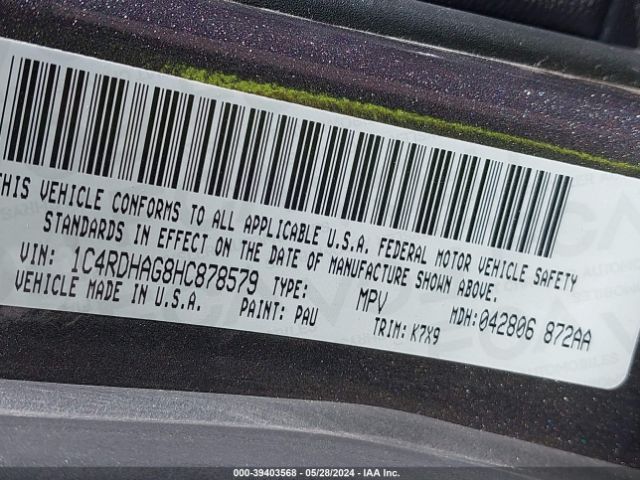 THIS VEHICLE CONFORMS TO ALL APPLICABLE U.S.A. FEDERAL MOTOR VEHICLE SAFETY
STANDARDS IN EFFECT ON THE DATE OF MANUFACTURE SHOWN ABOVE.
VIN: 1C4RDHAG8HC878579 TYPE: MPV MDH:042806 872AA
VEHICLE MADE IN U.S.A. PAINT: PAU TRIM: K7X9
000-39403568 - 05/28/2024 - IAA Inc.